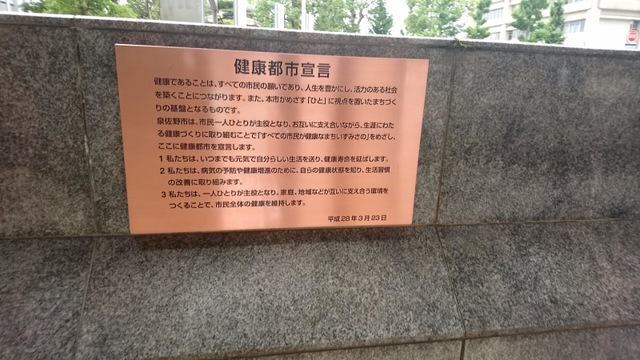 健康都市宣言
健康であることは、すべての市民の願いであり、人生を豊かにし、活力のある社会
を築くことにつながります。また、本市がめざす「ひと」に視点を置いたまちづく
りの基盤となるものです。
泉佐野市は、市民一人ひとりが主役となり、お互いに支え合いながら、生涯にわた
る健康づくりに取り組むことで「すべての市民が健康なまちいずみさの」をめざし、
ここに健康都市を宣言します。
1 私たちは、いつまでも元気で自分らしい生活を送り、健康寿命を延ばします。
2 私たちは、病気の予防や健康増進のために、自らの健康状態を知り、生活習慣
の改善に取り組みます。
3 私たちは、一人ひとりが主役となり、家庭、地域などが互いに支え合う環境を
つくることで、市民全体の健康を維持します。
平成28年3月23日